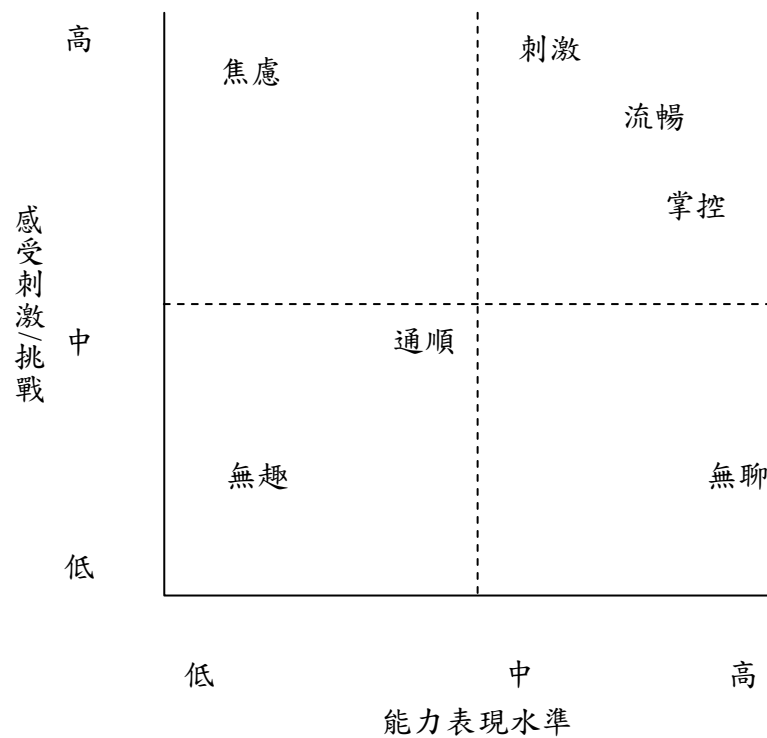 高
刺激
焦慮
流暢
掌控
感受刺激/挑戰
中
通順
無趣
無聊
低
低
中
高
能力表現水準